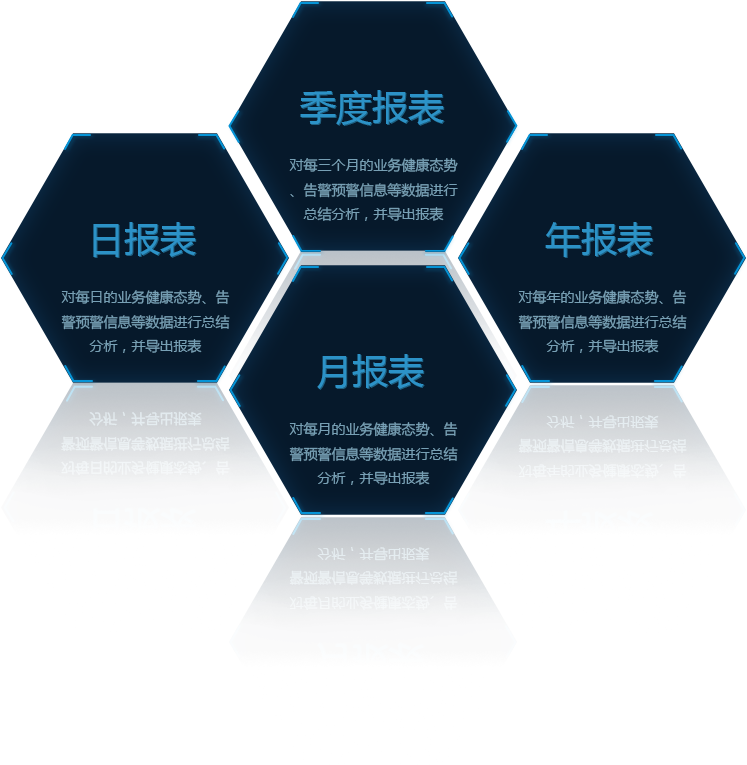 季度报表
对每三个月的业务健康态势
、告警预警信息等数据进行
总结分析，并导出报表
日报表
对每日的业务健康态势、告
警预警信息等数据进行总结
分析，并导出报表
年报表
对每年的业务健康态势、告
警预警信息等数据进行总结
分析，并导出报表
月报表
对每月的业务健康态势、告
警预警信息等数据进行总结
分析，并导出报表